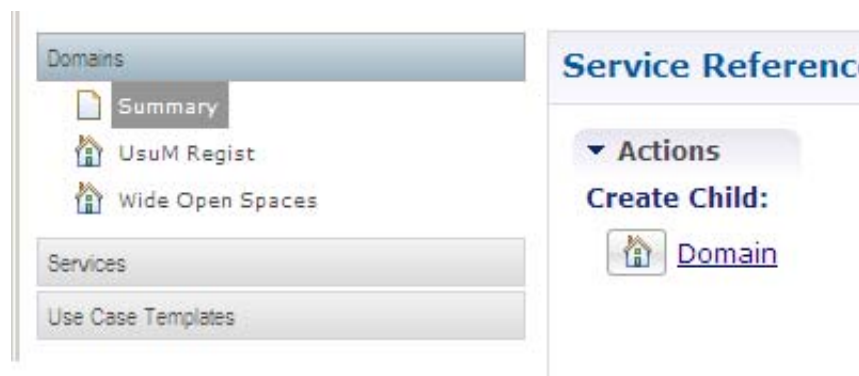 Domains
Summary
UsuM Regist
Wide Open Spaces
Services
Use Case Templates
Service Referenc
Actions
Create Child:
Domain